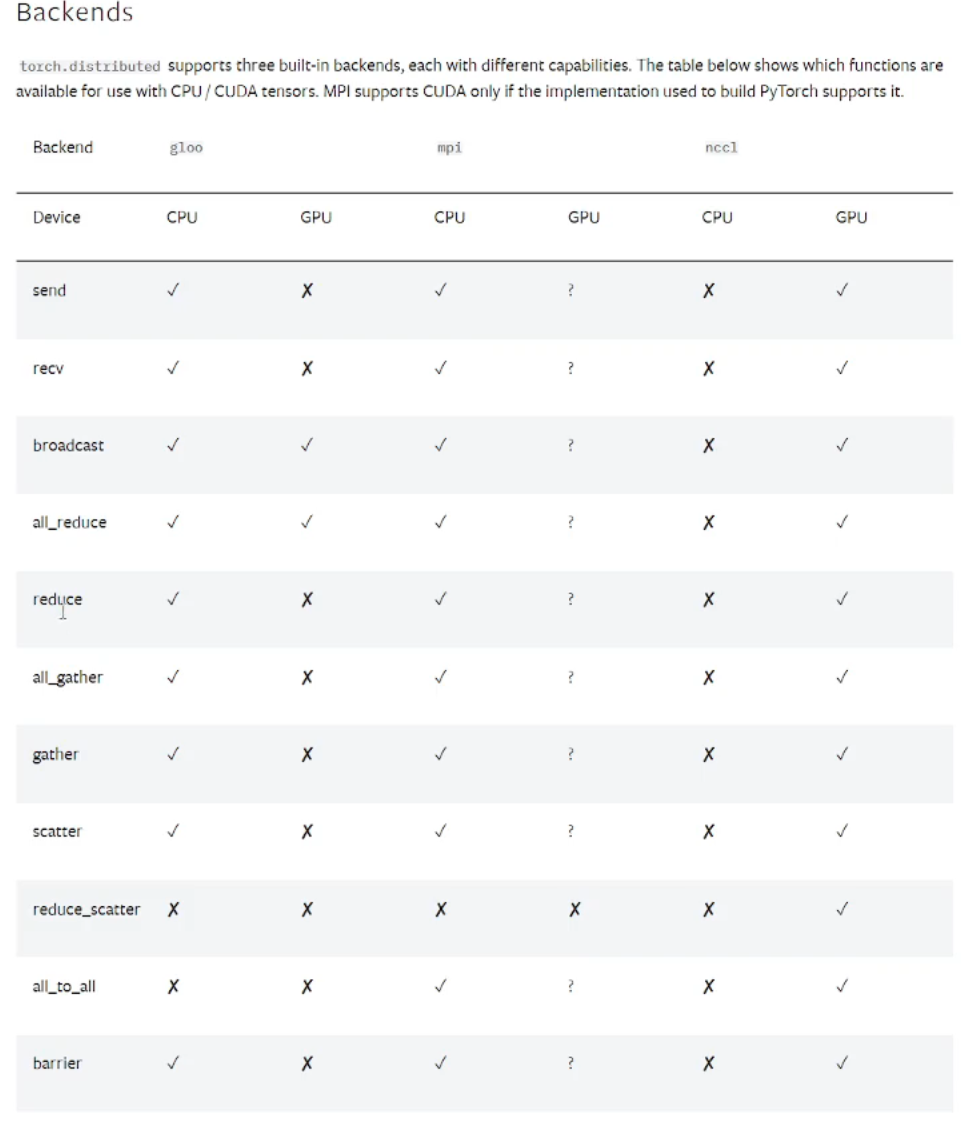 Backends
torch.distributed supports three built-in backends, each with different capabilities. The table below shows which functions are
available for use with CPU / CUDA tensors. MPI supports CUDA only if the implementation used to build PyTorch supports it.
Backend gloo mpi nccl
Device CPU GPU CPU GPU CPU GPU
send ✓ ✗ ✓ ? ✗ ✓
recv ✓ ✗ ✓ ? ✗ ✓
broadcast ✓ ✓ ✓ ? ✗ ✓
all_reduce ✓ ✓ ✓ ? ✗ ✓
reduce ✓ ✗ ✓ ? ✗ ✓
all_gather ✓ ✗ ✓ ? ✗ ✓
gather ✓ ✗ ✓ ? ✗ ✓
scatter ✓ ✗ ✓ ? ✗ ✓
reduce_scatter ✗ ✗ ✗ ✗ ✗ ✓
all_to_all ✗ ✗ ✓ ? ✗ ✓
barrier ✓ ✗ ✓ ? ✗ ✓